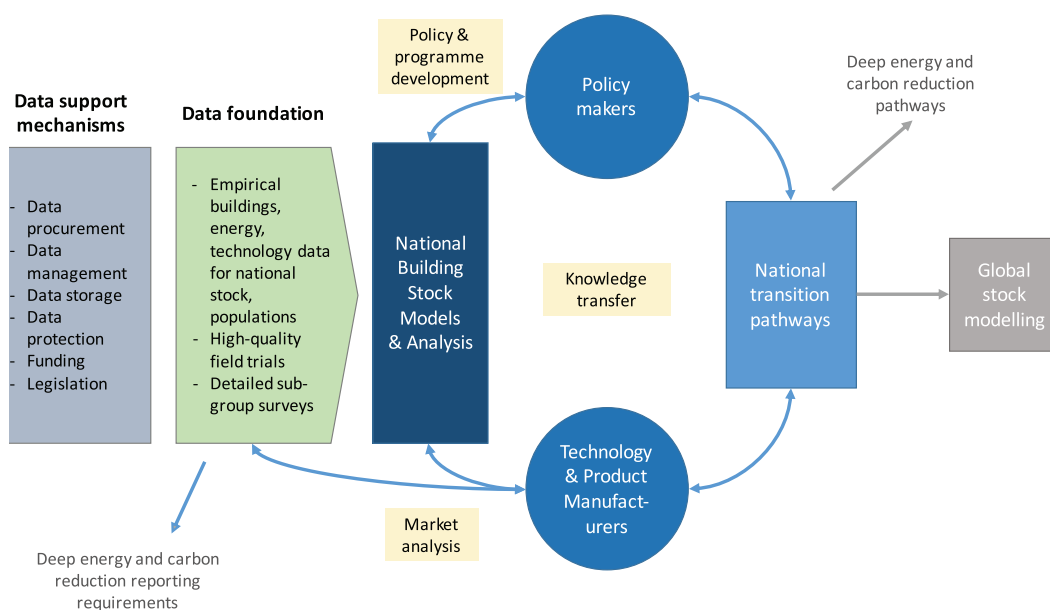 Data support
mechanisms
- Data
procurement
- Data
management
- Data storage
- Data
protection
- Funding
- Legislation
Data foundation
- Empirical
buildings,
energy,
technology data
for national
stock,
populations
- High-quality
field trials
- Detailed sub-
group surveys
Deep energy and carbon
reduction reporting
requirements
National
Building
Stock
Models
& Analysis
Policy &
programme
development
Policy
makers
Knowledge
transfer
Market
analysis
Technology
& Product
Manufact-
urers
National
transition
pathways
Deep energy and
carbon reduction
pathways
Global
stock
modelling